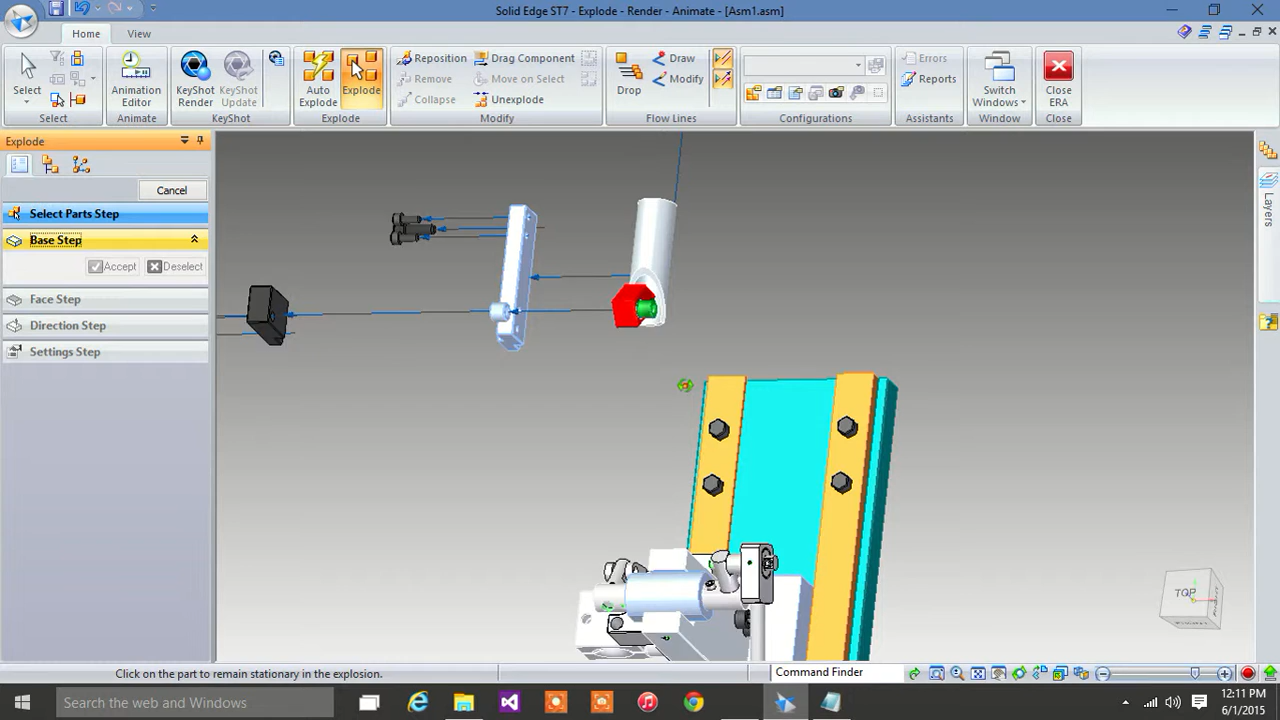 Solid Edge ST7 - Explode - Render - Animate - [Asm1.asm]
Home
View
Select
Animation Editor
KeyShot Render
KeyShot Update
Auto Explode
Explode
Reposition
Remove
Collapse
Drag Component
Move on Select
Unexplode
Drop
Draw
Modify
Errors
Reports
Switch Windows
Close ERA
Select
Animate
KeyShot
Explode
Modify
Flow Lines
Configurations
Assistants
Window
Close
Explode
Cancel
Select Parts Step
Base Step
Accept
Deselect
Face Step
Direction Step
Settings Step
Layers
TOP
Click on the part to remain stationary in the explosion.
Command Finder
Search the web and Windows
12:11 PM
6/1/2015